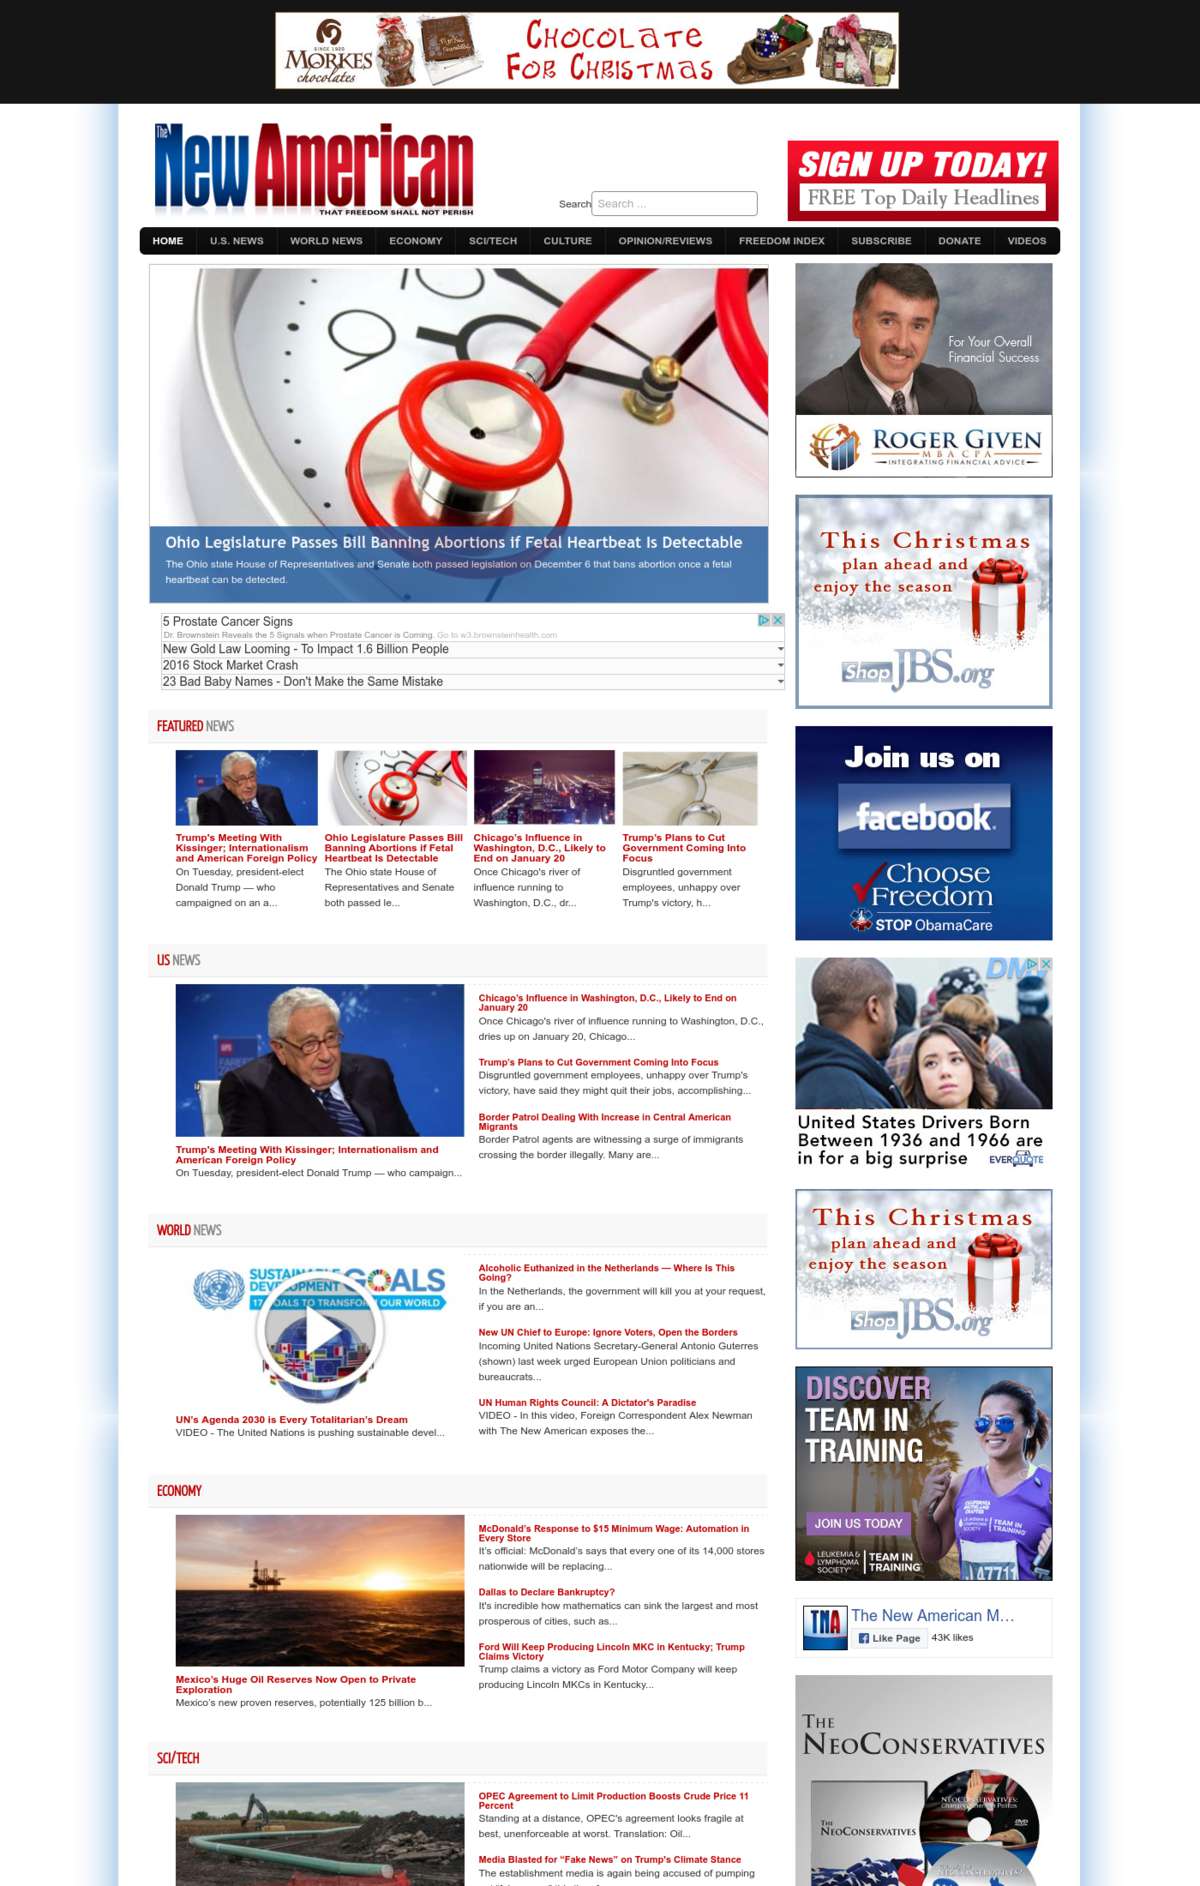 SINCE 1920
MORKES
chocolates
CHOCOLATE
FOR CHRISTMAS
The
New American
THAT FREEDOM SHALL NOT PERISH
Search
Search ...
SIGN UP TODAY!
FREE Top Daily Headlines
HOME U.S. NEWS WORLD NEWS ECONOMY SCI/TECH CULTURE OPINION/REVIEWS FREEDOM INDEX SUBSCRIBE DONATE VIDEOS
Ohio Legislature Passes Bill Banning Abortions if Fetal Heartbeat Is Detectable
The Ohio state House of Representatives and Senate both passed legislation on December 6 that bans abortion once a fetal
heartbeat can be detected.
5 Prostate Cancer Signs
Dr. Brownstein Reveals the 5 Signals when Prostate Cancer is Coming. Go to w3.brownsteinhealth.com
New Gold Law Looming - To Impact 1.6 Billion People
2016 Stock Market Crash
23 Bad Baby Names - Don't Make the Same Mistake
FEATURED NEWS
Trump's Meeting With
Kissinger; Internationalism
and American Foreign Policy
On Tuesday, president-elect
Donald Trump — who
campaigned on an a...
Ohio Legislature Passes Bill
Banning Abortions if Fetal
Heartbeat Is Detectable
The Ohio state House of
Representatives and Senate
both passed le...
Chicago's Influence in
Washington, D.C., Likely to
End on January 20
Once Chicago's river of
influence running to
Washington, D.C., dr...
Trump's Plans to Cut
Government Coming Into
Focus
Disgruntled government
employees, unhappy over
Trump's victory, h...
US NEWS
Trump's Meeting With Kissinger; Internationalism and
American Foreign Policy
On Tuesday, president-elect Donald Trump — who campaign...
Chicago's Influence in Washington, D.C., Likely to End on
January 20
Once Chicago's river of influence running to Washington, D.C.,
dries up on January 20, Chicago...
Trump's Plans to Cut Government Coming Into Focus
Disgruntled government employees, unhappy over Trump's
victory, have said they might quit their jobs, accomplishing...
Border Patrol Dealing With Increase in Central American
Migrants
Border Patrol agents are witnessing a surge of immigrants
crossing the border illegally. Many are...
WORLD NEWS
SUSTAINABLE
DEVELOPMENT GOALS
17 GOALS TO TRANSFORM OUR WORLD
UN's Agenda 2030 is Every Totalitarian's Dream
VIDEO - The United Nations is pushing sustainable devel...
Alcoholic Euthanized in the Netherlands — Where Is This
Going?
In the Netherlands, the government will kill you at your request,
if you are an...
New UN Chief to Europe: Ignore Voters, Open the Borders
Incoming United Nations Secretary-General Antonio Guterres
(shown) last week urged European Union politicians and
bureaucrats...
UN Human Rights Council: A Dictator's Paradise
VIDEO - In this video, Foreign Correspondent Alex Newman
with The New American exposes the...
ECONOMY
Mexico's Huge Oil Reserves Now Open to Private
Exploration
Mexico's new proven reserves, potentially 125 billion b...
McDonald's Response to $15 Minimum Wage: Automation in
Every Store
It's official: McDonald's says that every one of its 14,000 stores
nationwide will be replacing...
Dallas to Declare Bankruptcy?
It's incredible how mathematics can sink the largest and most
prosperous of cities, such as...
Ford Will Keep Producing Lincoln MKC in Kentucky; Trump
Claims Victory
Trump claims a victory as Ford Motor Company will keep
producing Lincoln MKCs in Kentucky...
SCI/TECH
OPEC Agreement to Limit Production Boosts Crude Price 11
Percent
Standing at a distance, OPEC's agreement looks fragile at
best, unenforceable at worst. Translation: Oil...
Media Blasted for "Fake News" on Trump's Climate Stance
The establishment media is again being accused of pumping
For Your Overall
Financial Success
ROGER GIVEN
MBA CPA
INTEGRATING FINANCIAL ADVICE
This Christmas
plan ahead and
enjoy the season
Shop JBS.org
Join us on
facebook
Choose
Freedom
STOP ObamaCare
United States Drivers Born
Between 1936 and 1966 are
in for a big surprise
EVERQUOTE
This Christmas
plan ahead and
enjoy the season
Shop JBS.org
DISCOVER
TEAM IN
TRAINING
JOIN US TODAY
LEUKEMIA &
LYMPHOMA
SOCIETY
TEAM IN
TRAINING
TNA
The New American M...
Like Page
43K likes
THE
NEOCONSERVATIVES
THE
NEOCONSERVATIVES